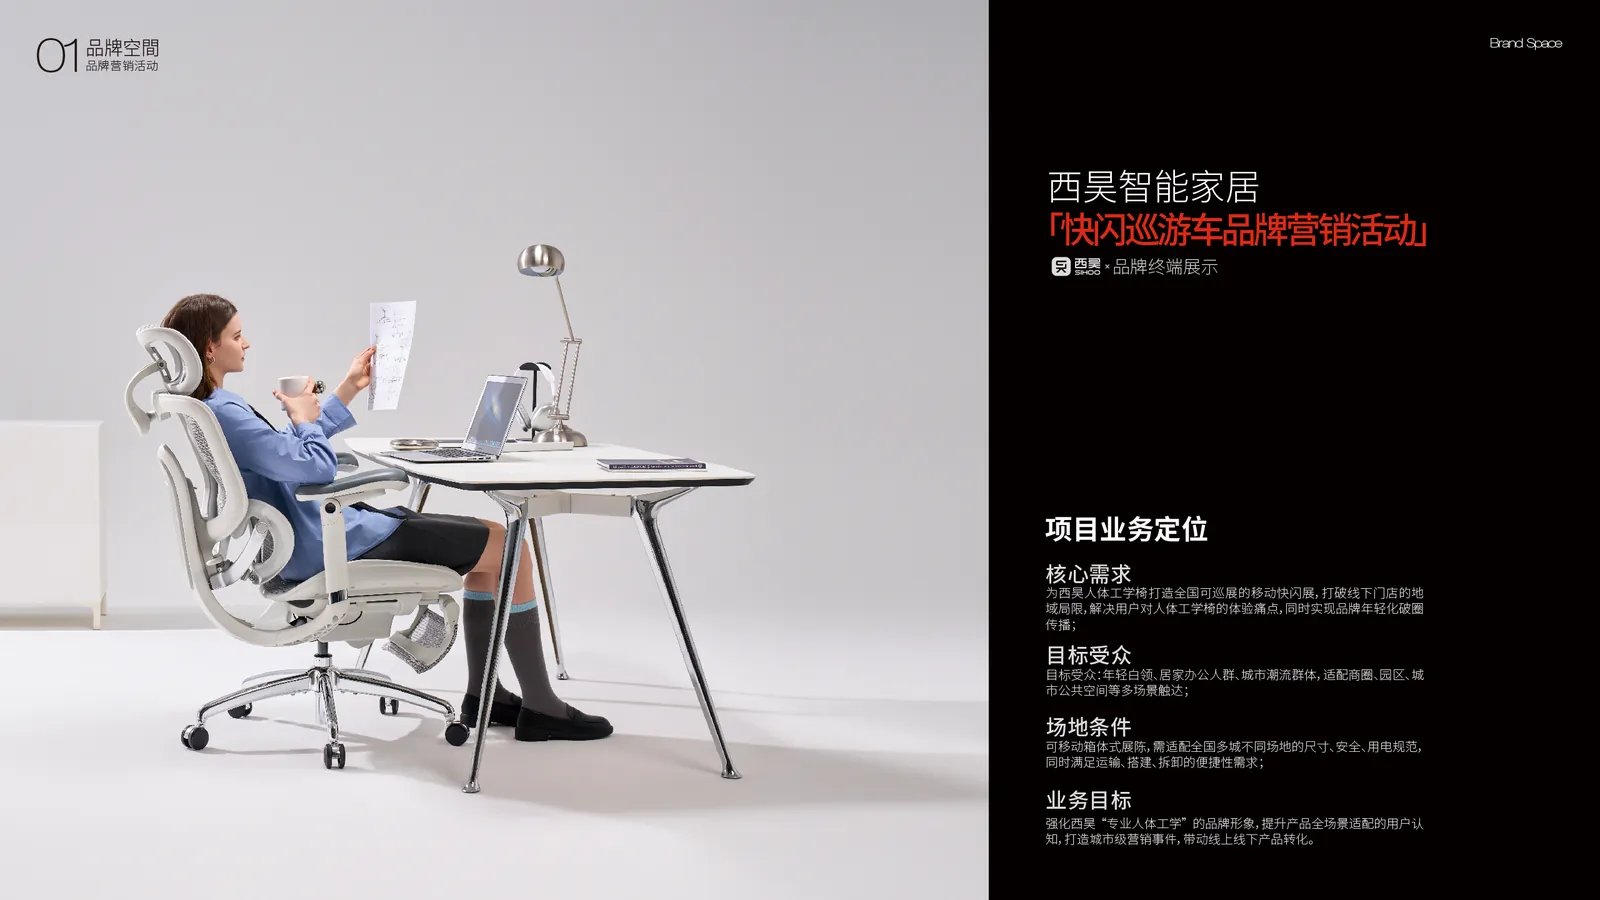 01
品牌空間
品牌营销活动
Brand Space
西昊智能家居
「快闪巡游车品牌营销活动」
西昊 SIHOO × 品牌终端展示
项目业务定位
核心需求
为西昊人体工学椅打造全国可巡展的移动快闪展,打破线下门店的地
域局限,解决用户对人体工学椅的体验痛点,同时实现品牌年轻化破圈
传播;
目标受众
目标受众:年轻白领、居家办公人群、城市潮流群体,适配商圈、园区、城
市公共空间等多场景触达;
场地条件
可移动箱体式展陈,需适配全国多城不同场地的尺寸、安全、用电规范,
同时满足运输、搭建、拆卸的便捷性需求;
业务目标
强化西昊“专业人体工学”的品牌形象,提升产品全场景适配的用户认
知,打造城市级营销事件,带动线上线下产品转化。